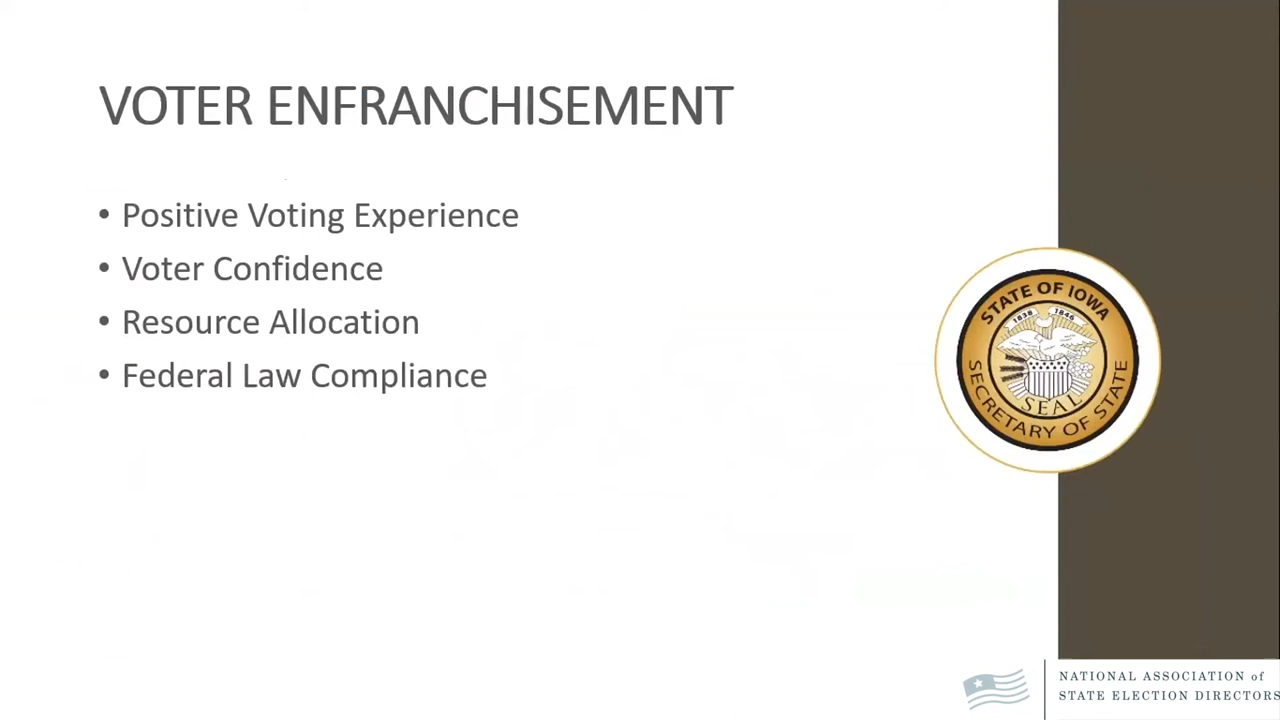 VOTER ENFRANCHISEMENT
• Positive Voting Experience
• Voter Confidence
• Resource Allocation
• Federal Law Compliance
STATE OF IOWA
1838 1846
SEAL
SECRETARY OF STATE
NATIONAL ASSOCIATION of
STATE ELECTION DIRECTORS